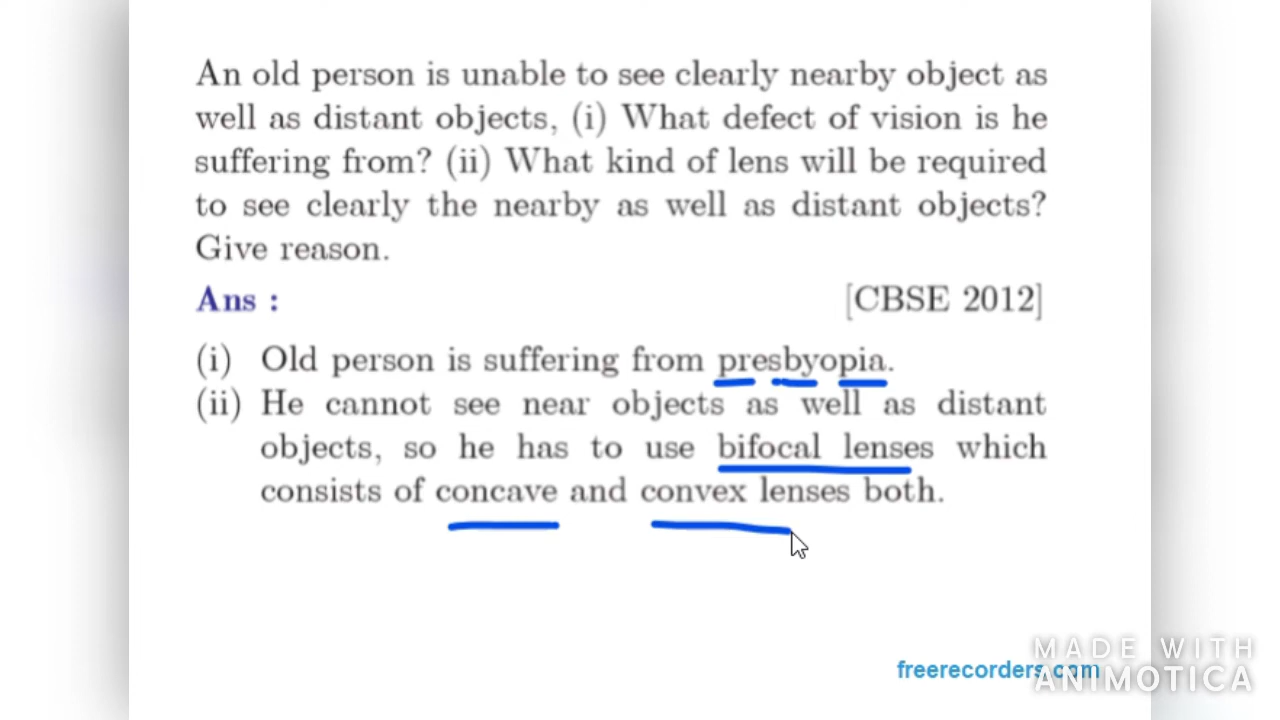 An old person is unable to see clearly nearby object as
well as distant objects, (i) What defect of vision is he
suffering from? (ii) What kind of lens will be required
to see clearly the nearby as well as distant objects?
Give reason.
Ans : [CBSE 2012]
(i) Old person is suffering from presbyopia.
(ii) He cannot see near objects as well as distant
objects, so he has to use bifocal lenses which
consists of concave and convex lenses both.
MADE WITH
freerecorders.com
ANIMOTICA